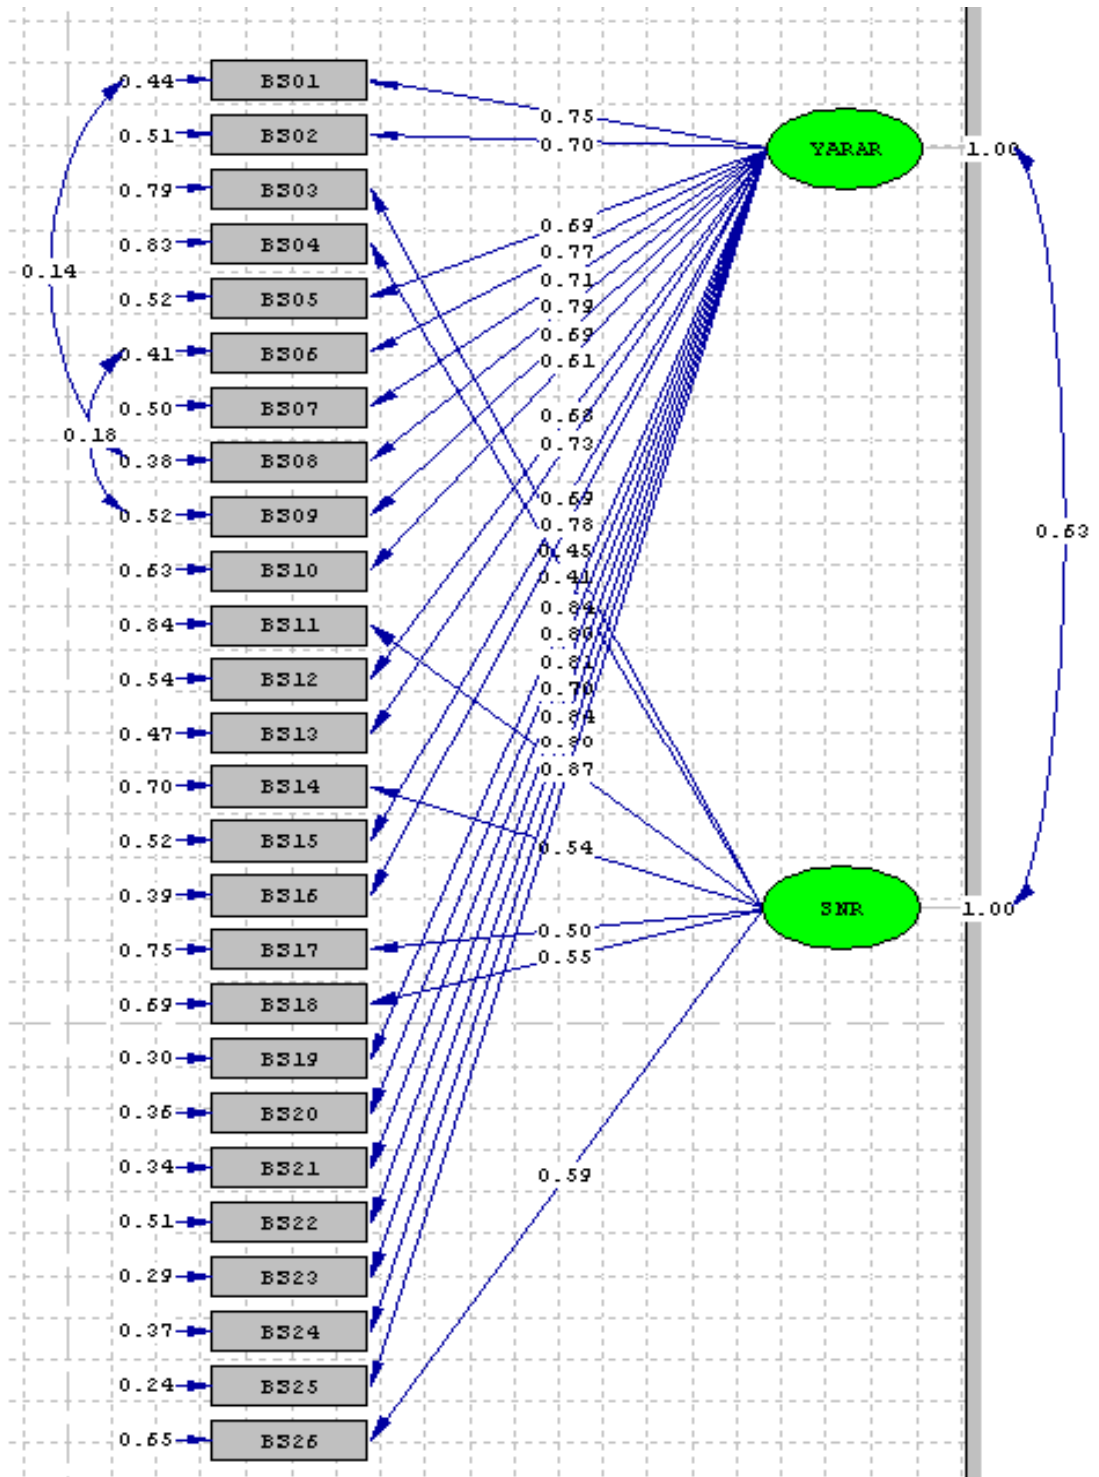 0.44 BS01
0.75
0.51 BS02
0.70
YARAR 1.00
0.79 BS03
0.69
0.83 BS04
0.77
0.14
0.71
0.52 BS05
0.79
0.69
0.41 BS06
0.61
0.50 BS07
0.68
0.18
0.73
0.38 BS08
0.69
0.52 BS09
0.78
0.63
0.45
0.63 BS10
0.41
0.84
0.84 BS11
0.80
0.81
0.54 BS12
0.70
0.84
0.47 BS13
0.80
0.87
0.70 BS14
0.52 BS15
0.54
0.39 BS16
SNR 1.00
0.50
0.75 BS17
0.55
0.69 BS18
0.30 BS19
0.36 BS20
0.34 BS21
0.59
0.51 BS22
0.29 BS23
0.37 BS24
0.24 BS25
0.65 BS26